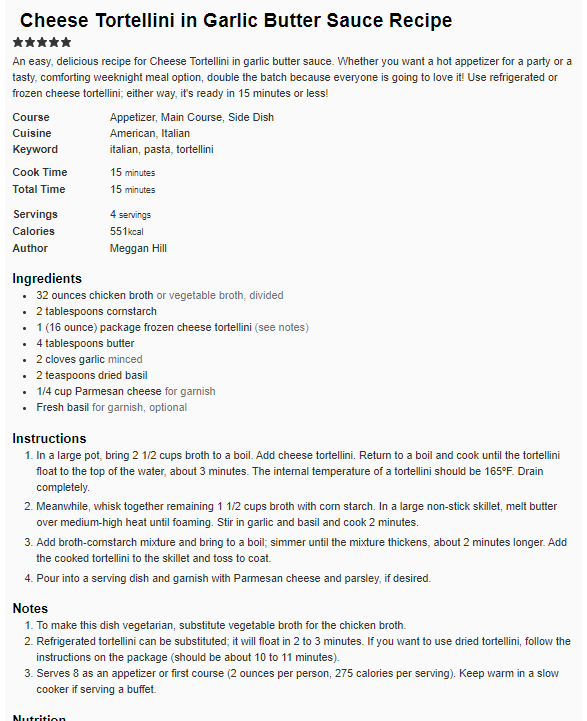 Cheese Tortellini in Garlic Butter Sauce Recipe
An easy, delicious recipe for Cheese Tortellini in garlic butter sauce. Whether you want a hot appetizer for a party or a
tasty, comforting weeknight meal option, double the batch because everyone is going to love it! Use refrigerated or
frozen cheese tortellini; either way, it's ready in 15 minutes or less!
Course Appetizer, Main Course, Side Dish
Cuisine American, Italian
Keyword italian, pasta, tortellini
Cook Time 15 minutes
Total Time 15 minutes
Servings 4 servings
Calories 551kcal
Author Meggan Hill
Ingredients
• 32 ounces chicken broth or vegetable broth, divided
• 2 tablespoons cornstarch
• 1 (16 ounce) package frozen cheese tortellini (see notes)
• 4 tablespoons butter
• 2 cloves garlic minced
• 2 teaspoons dried basil
• 1/4 cup Parmesan cheese for garnish
• Fresh basil for garnish, optional
Instructions
1. In a large pot, bring 2 1/2 cups broth to a boil. Add cheese tortellini. Return to a boil and cook until the tortellini
float to the top of the water, about 3 minutes. The internal temperature of a tortellini should be 165ºF. Drain
completely.
2. Meanwhile, whisk together remaining 1 1/2 cups broth with corn starch. In a large non-stick skillet, melt butter
over medium-high heat until foaming. Stir in garlic and basil and cook 2 minutes.
3. Add broth-cornstarch mixture and bring to a boil; simmer until the mixture thickens, about 2 minutes longer. Add
the cooked tortellini to the skillet and toss to coat.
4. Pour into a serving dish and garnish with Parmesan cheese and parsley, if desired.
Notes
1. To make this dish vegetarian, substitute vegetable broth for the chicken broth.
2. Refrigerated tortellini can be substituted; it will float in 2 to 3 minutes. If you want to use dried tortellini, follow the
instructions on the package (should be about 10 to 11 minutes).
3. Serves 8 as an appetizer or first course (2 ounces per person, 275 calories per serving). Keep warm in a slow
cooker if serving a buffet.
Nutrition